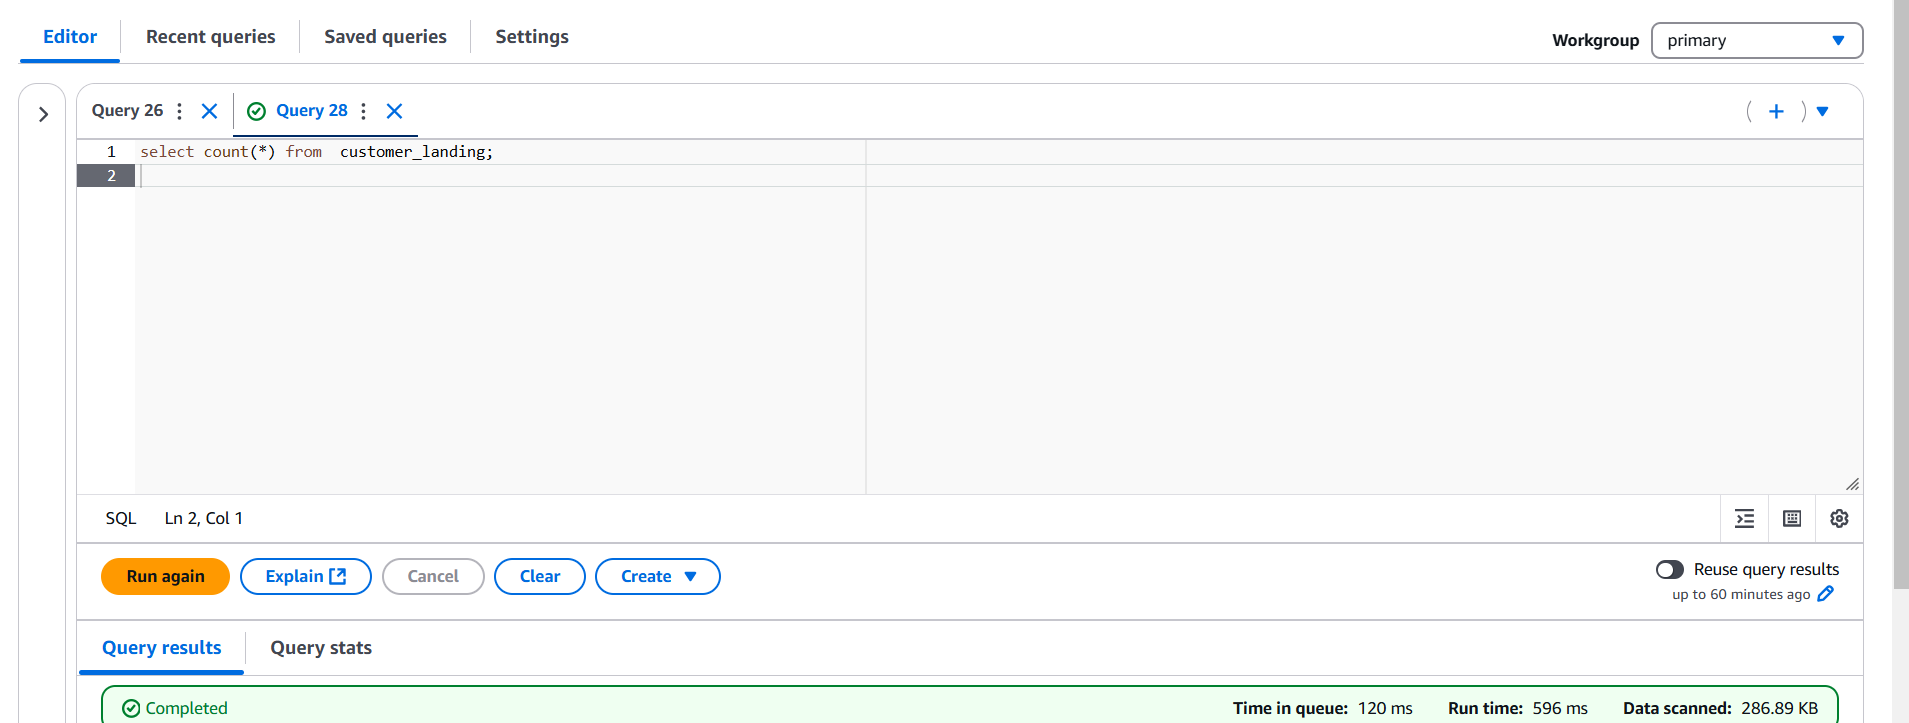 Editor Recent queries Saved queries Settings Workgroup primary
Query 26 Query 28
1 select count(*) from  customer_landing;
2
SQL Ln 2, Col 1
Run again Explain Cancel Clear Create Reuse query results
up to 60 minutes ago
Query results Query stats
Completed Time in queue: 120 ms Run time: 596 ms Data scanned: 286.89 KB